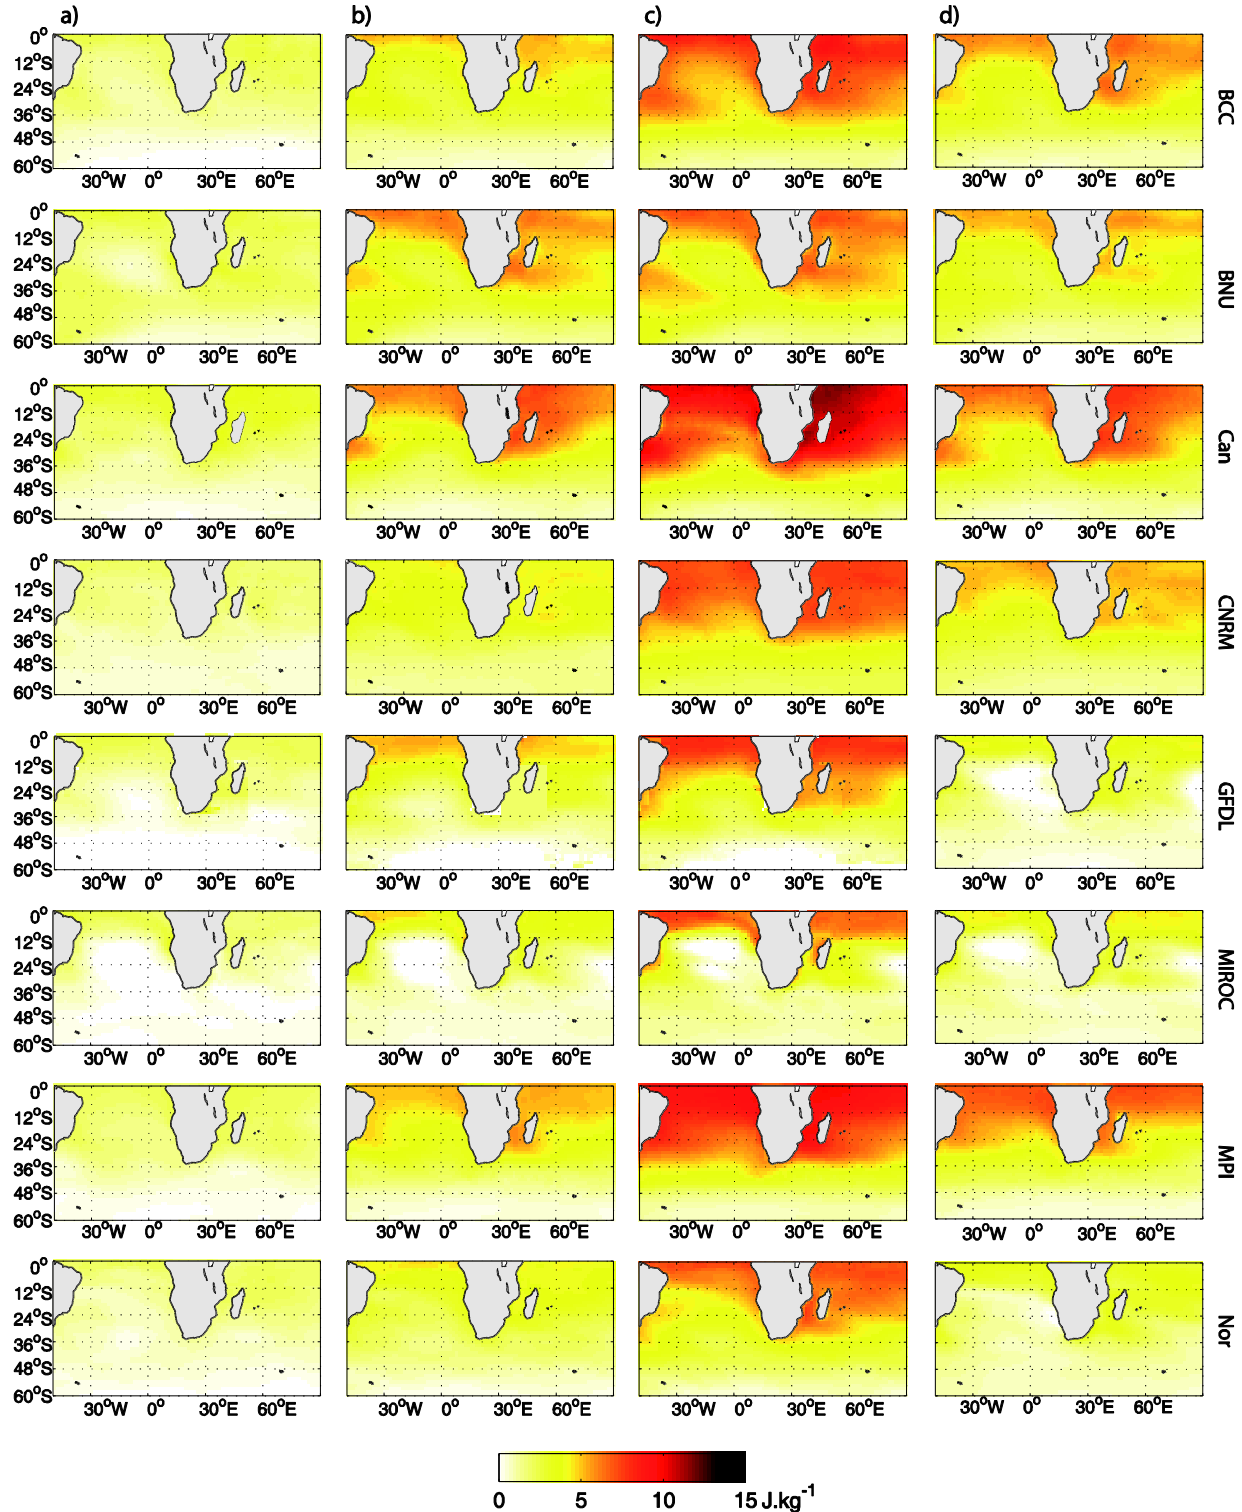 a) b) c) d)
0° 12°S 24°S 36°S 48°S 60°S BCC
30°W 0° 30°E 60°E 30°W 0° 30°E 60°E 30°W 0° 30°E 60°E 30°W 0° 30°E 60°E
0° 12°S 24°S 36°S 48°S 60°S BNU
30°W 0° 30°E 60°E 30°W 0° 30°E 60°E 30°W 0° 30°E 60°E 30°W 0° 30°E 60°E
0° 12°S 24°S 36°S 48°S 60°S Can
30°W 0° 30°E 60°E 30°W 0° 30°E 60°E 30°W 0° 30°E 60°E 30°W 0° 30°E 60°E
0° 12°S 24°S 36°S 48°S 60°S CNRM
30°W 0° 30°E 60°E 30°W 0° 30°E 60°E 30°W 0° 30°E 60°E 30°W 0° 30°E 60°E
0° 12°S 24°S 36°S 48°S 60°S GFDL
30°W 0° 30°E 60°E 30°W 0° 30°E 60°E 30°W 0° 30°E 60°E 30°W 0° 30°E 60°E
0° 12°S 24°S 36°S 48°S 60°S MIROC
30°W 0° 30°E 60°E 30°W 0° 30°E 60°E 30°W 0° 30°E 60°E 30°W 0° 30°E 60°E
0° 12°S 24°S 36°S 48°S 60°S MPI
30°W 0° 30°E 60°E 30°W 0° 30°E 60°E 30°W 0° 30°E 60°E 30°W 0° 30°E 60°E
0° 12°S 24°S 36°S 48°S 60°S Nor
30°W 0° 30°E 60°E 30°W 0° 30°E 60°E 30°W 0° 30°E 60°E 30°W 0° 30°E 60°E
0 5 10 15 J.kg⁻¹